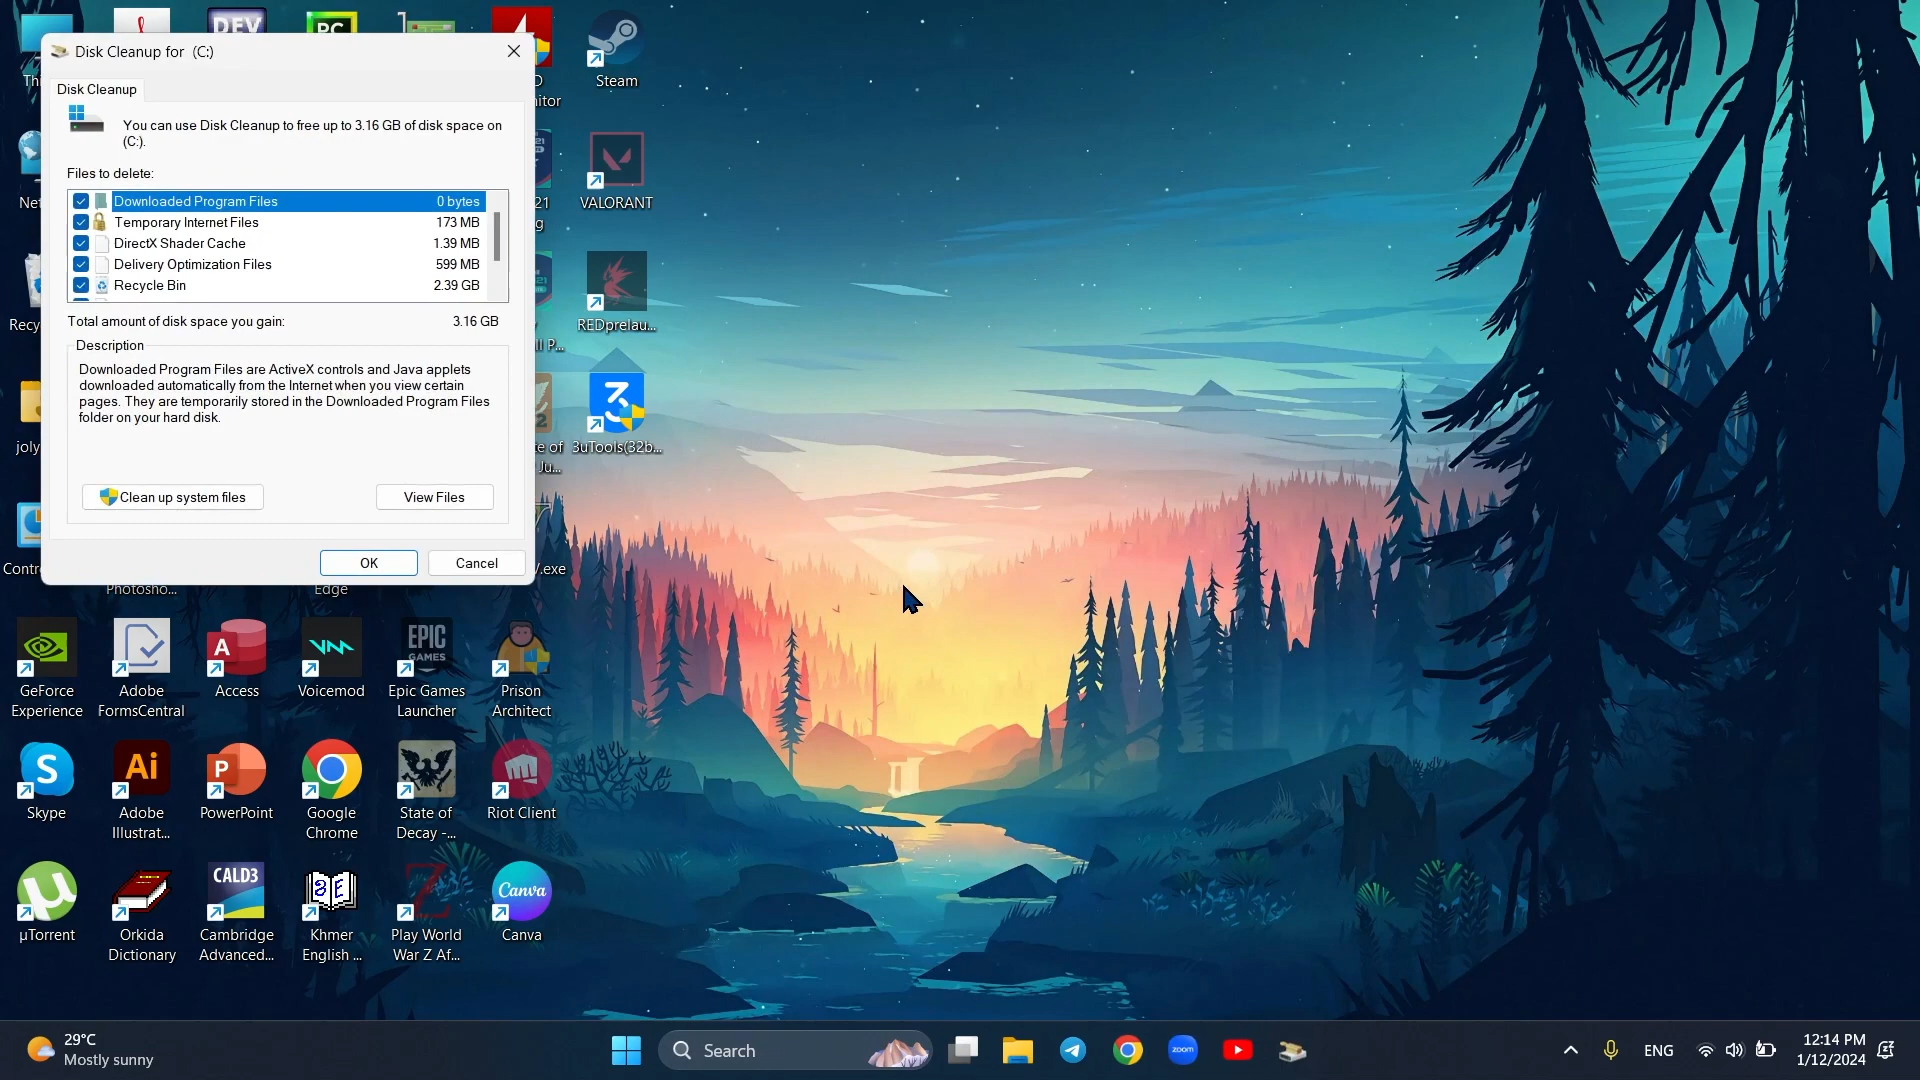 Disk Cleanup for (C:)
Disk Cleanup
You can use Disk Cleanup to free up to 3.16 GB of disk space on
(C:).
Files to delete:
Downloaded Program Files 0 bytes
Temporary Internet Files 173 MB
DirectX Shader Cache 1.39 MB
Delivery Optimization Files 599 MB
Recycle Bin 2.39 GB
Total amount of disk space you gain: 3.16 GB
Description
Downloaded Program Files are ActiveX controls and Java applets
downloaded automatically from the Internet when you view certain
pages. They are temporarily stored in the Downloaded Program Files
folder on your hard disk.
Clean up system files
View Files
OK
Cancel
DEV
PC
Steam
VALORANT
REDprelau...
3uTools(32b...
Photosho...
Edge
GeForce
Experience
Adobe
FormsCentral
A
Access
Voicemod
EPIC
GAMES
Epic Games
Launcher
Prison
Architect
S
Skype
Ai
Adobe
Illustrat...
P
PowerPoint
Google
Chrome
State of
Decay -...
Riot Client
µTorrent
Orkida
Dictionary
CALD3
Cambridge
Advanced...
Khmer
English ...
Play World
War Z Af...
Canva
Canva
29°C
Mostly sunny
Search
zoom
ENG
12:14 PM
1/12/2024